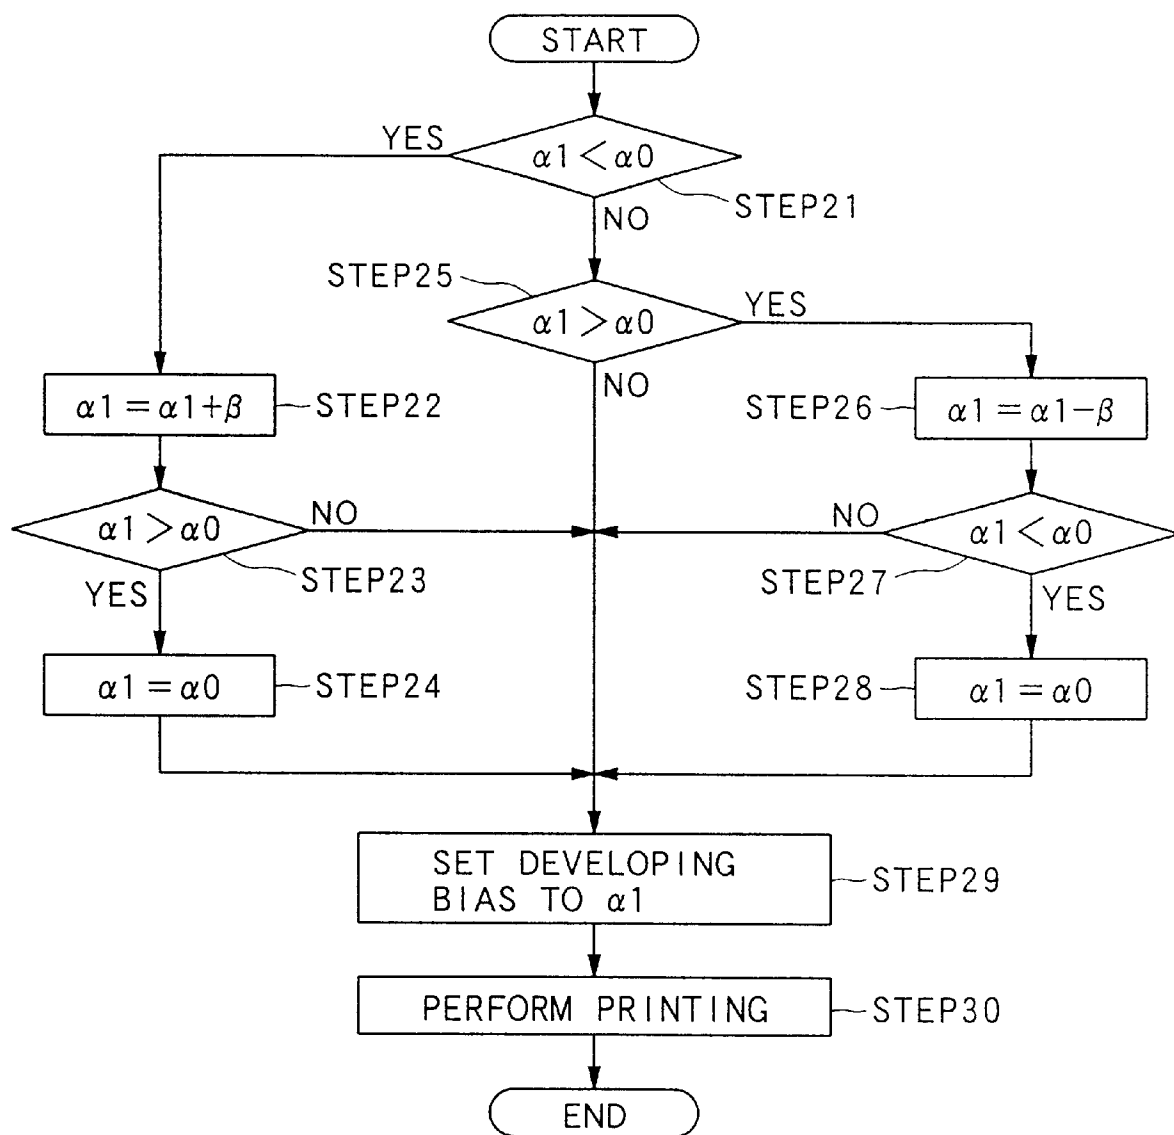 START
YES
α1<α0
STEP21
NO
STEP25
α1>α0
YES
NO
α1=α1+β
STEP22
STEP26
α1=α1−β
α1>α0
NO
STEP23
YES
NO
α1<α0
STEP27
YES
α1=α0
STEP24
STEP28
α1=α0
SET DEVELOPING
BIAS TO α1
STEP29
PERFORM PRINTING
STEP30
END